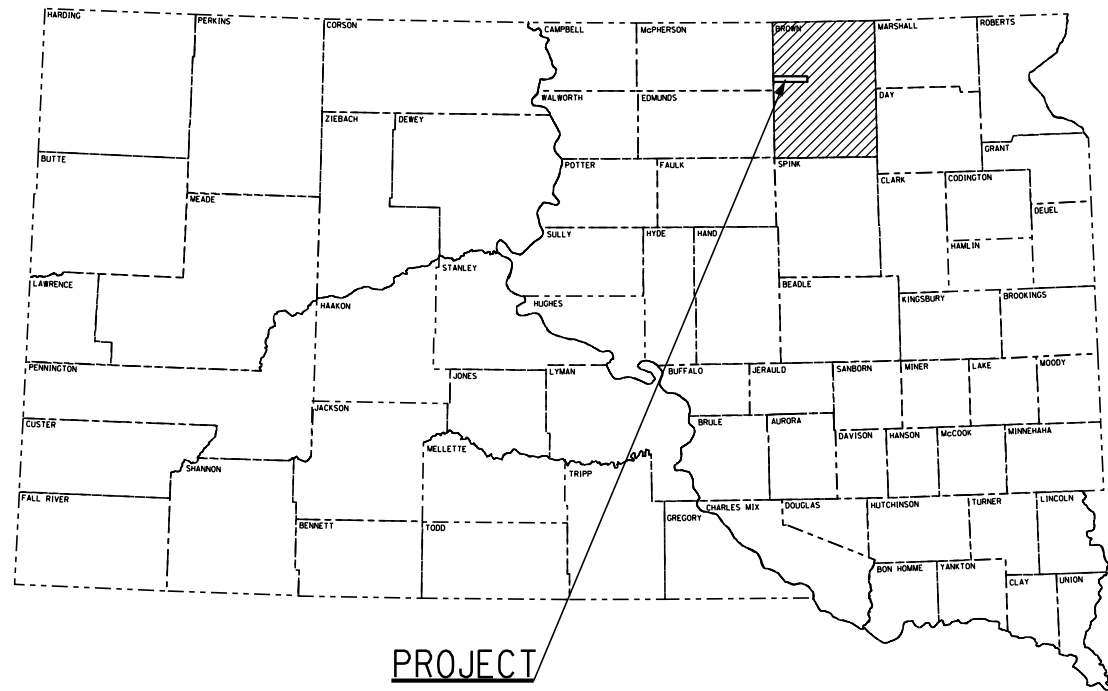 HARDING
PERKINS
CORSON
CAMPBELL
McPHERSON
BROWN
MARSHALL
ROBERTS
WALWORTH
EDMUNDS
DAY
ZIEBACH
DEWEY
GRANT
BUTTE
POTTER
FAULK
SPINK
CLARK
CODINGTON
MEADE
DEUEL
SULLY
HYDE
HAND
HAMLIN
STANLEY
LAWRENCE
BEADLE
HAAKON
HUGHES
KINGSBURY
BROOKINGS
PENNINGTON
JONES
LYMAN
BUFFALO
JERAULD
SANBORN
MINER
LAKE
MOODY
JACKSON
CUSTER
BRULE
AURORA
DAVISON
HANSON
McCOOK
MINNEHAHA
MELLETTE
SHANNON
TRIPP
FALL RIVER
BENNETT
TODD
GREGORY
CHARLES MIX
DOUGLAS
HUTCHINSON
TURNER
LINCOLN
BON HOMME
YANKTON
CLAY
UNION
PROJECT